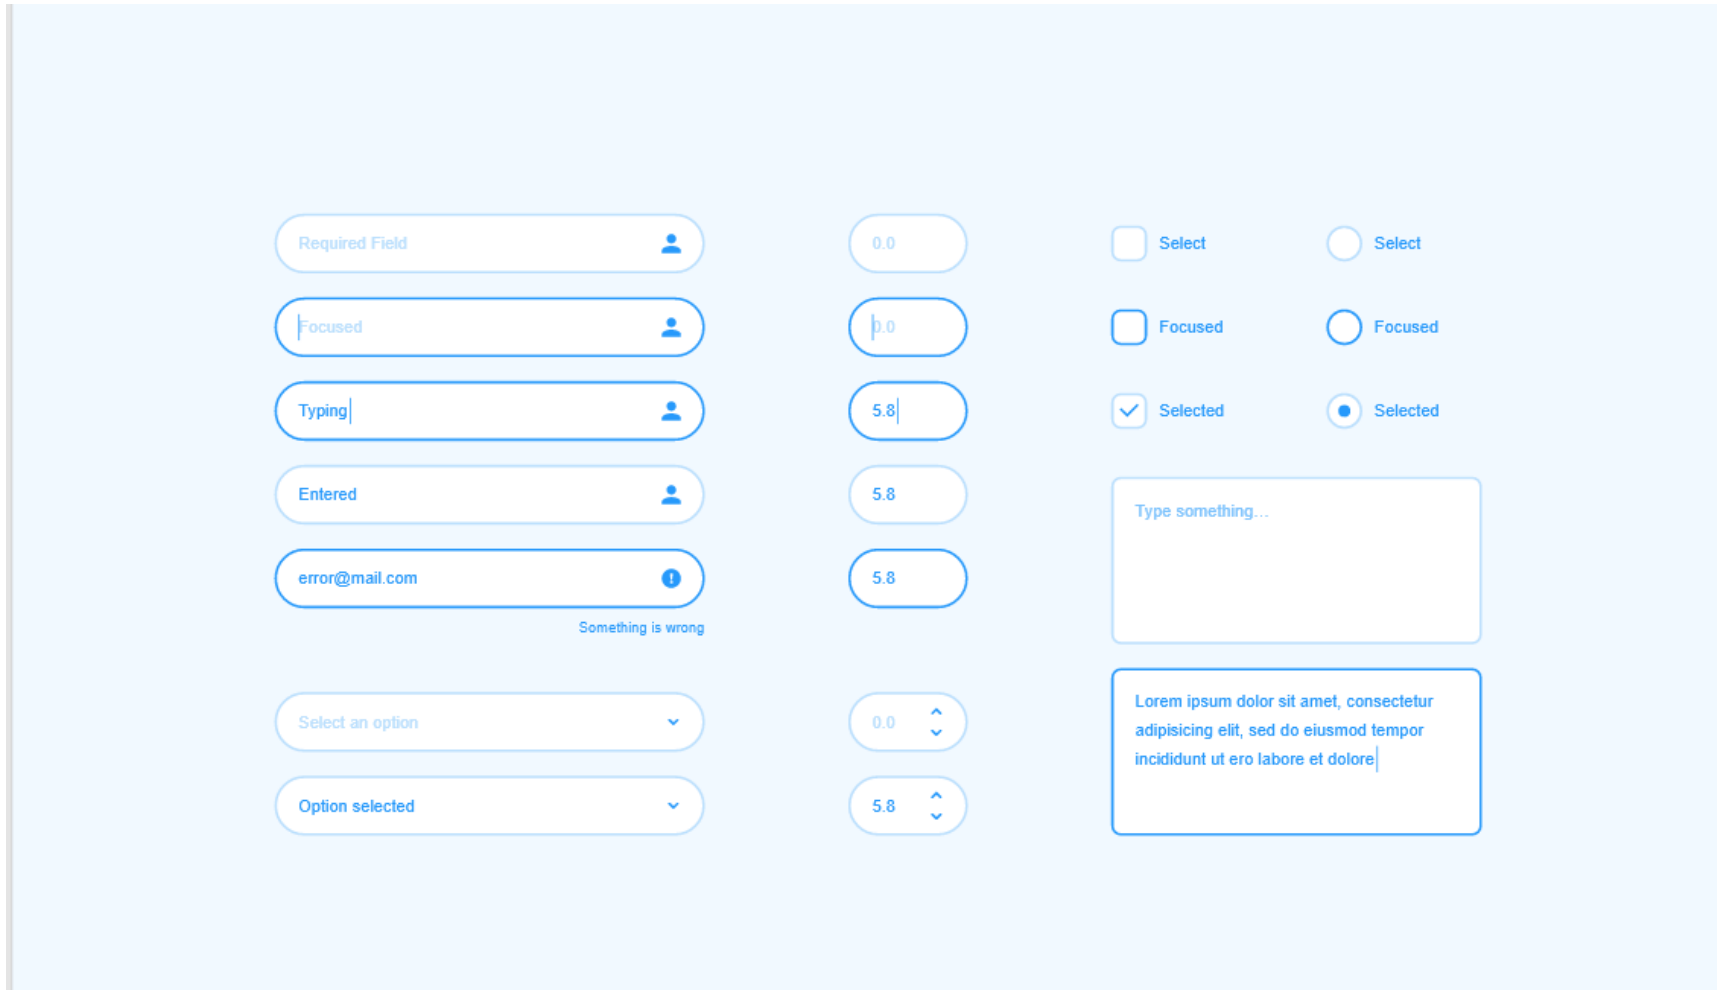 Required Field
0.0
Select
Select
Focused
0.0
Focused
Focused
Typing
5.8
Selected
Selected
Entered
5.8
Type something...
error@mail.com
5.8
Something is wrong
Select an option
0.0
Lorem ipsum dolor sit amet, consectetur
adipisicing elit, sed do eiusmod tempor
incididunt ut ero labore et dolore
Option selected
5.8